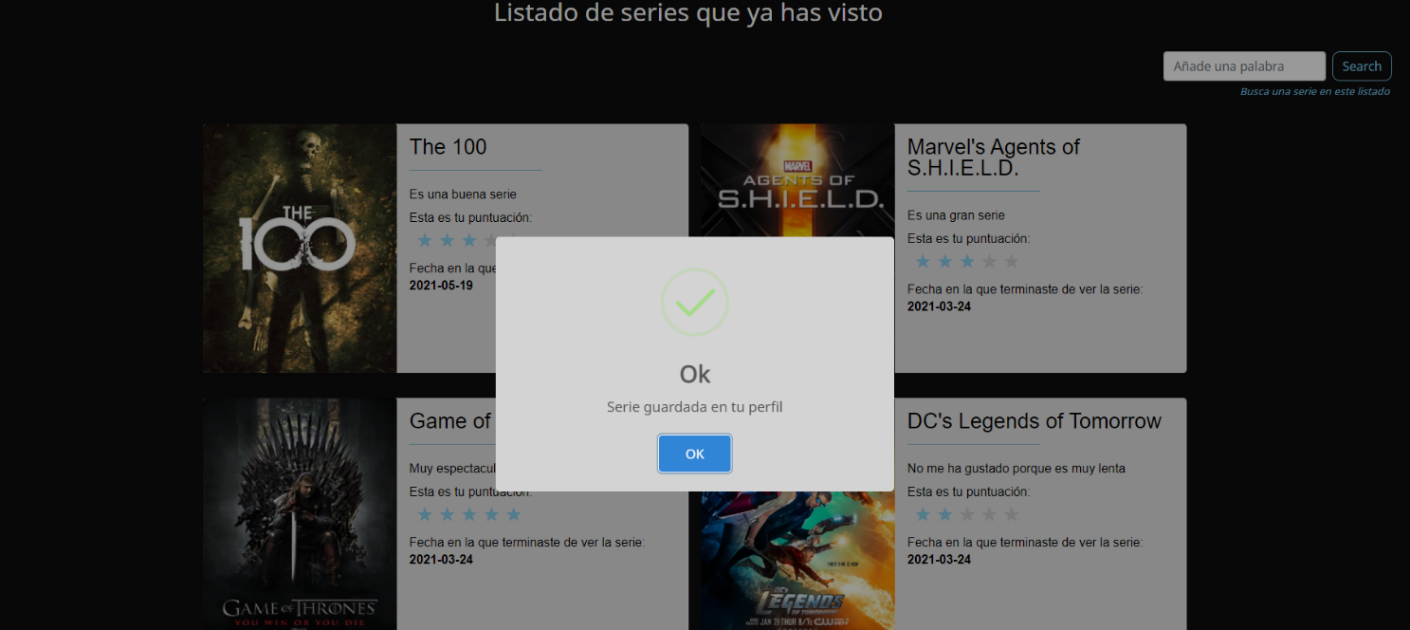 Listado de series que ya has visto
Añade una palabra
Search
Busca una serie en este listado
THE
100
The 100
Es una buena serie
Esta es tu puntuación:
Fecha en la que
2021-05-19
MARVEL
AGENTS OF
S.H.I.E.L.D.
Marvel's Agents of
S.H.I.E.L.D.
Es una gran serie
Esta es tu puntuación:
Fecha en la que terminaste de ver la serie:
2021-03-24
Ok
Serie guardada en tu perfil
OK
GAME OF THRONES
YOU WIN OR YOU DIE
Game of
Muy espectacul
Esta es tu puntuación:
Fecha en la que terminaste de ver la serie:
2021-03-24
LEGENDS
OF TOMORROW
DC's Legends of Tomorrow
No me ha gustado porque es muy lenta
Esta es tu puntuación:
Fecha en la que terminaste de ver la serie:
2021-03-24